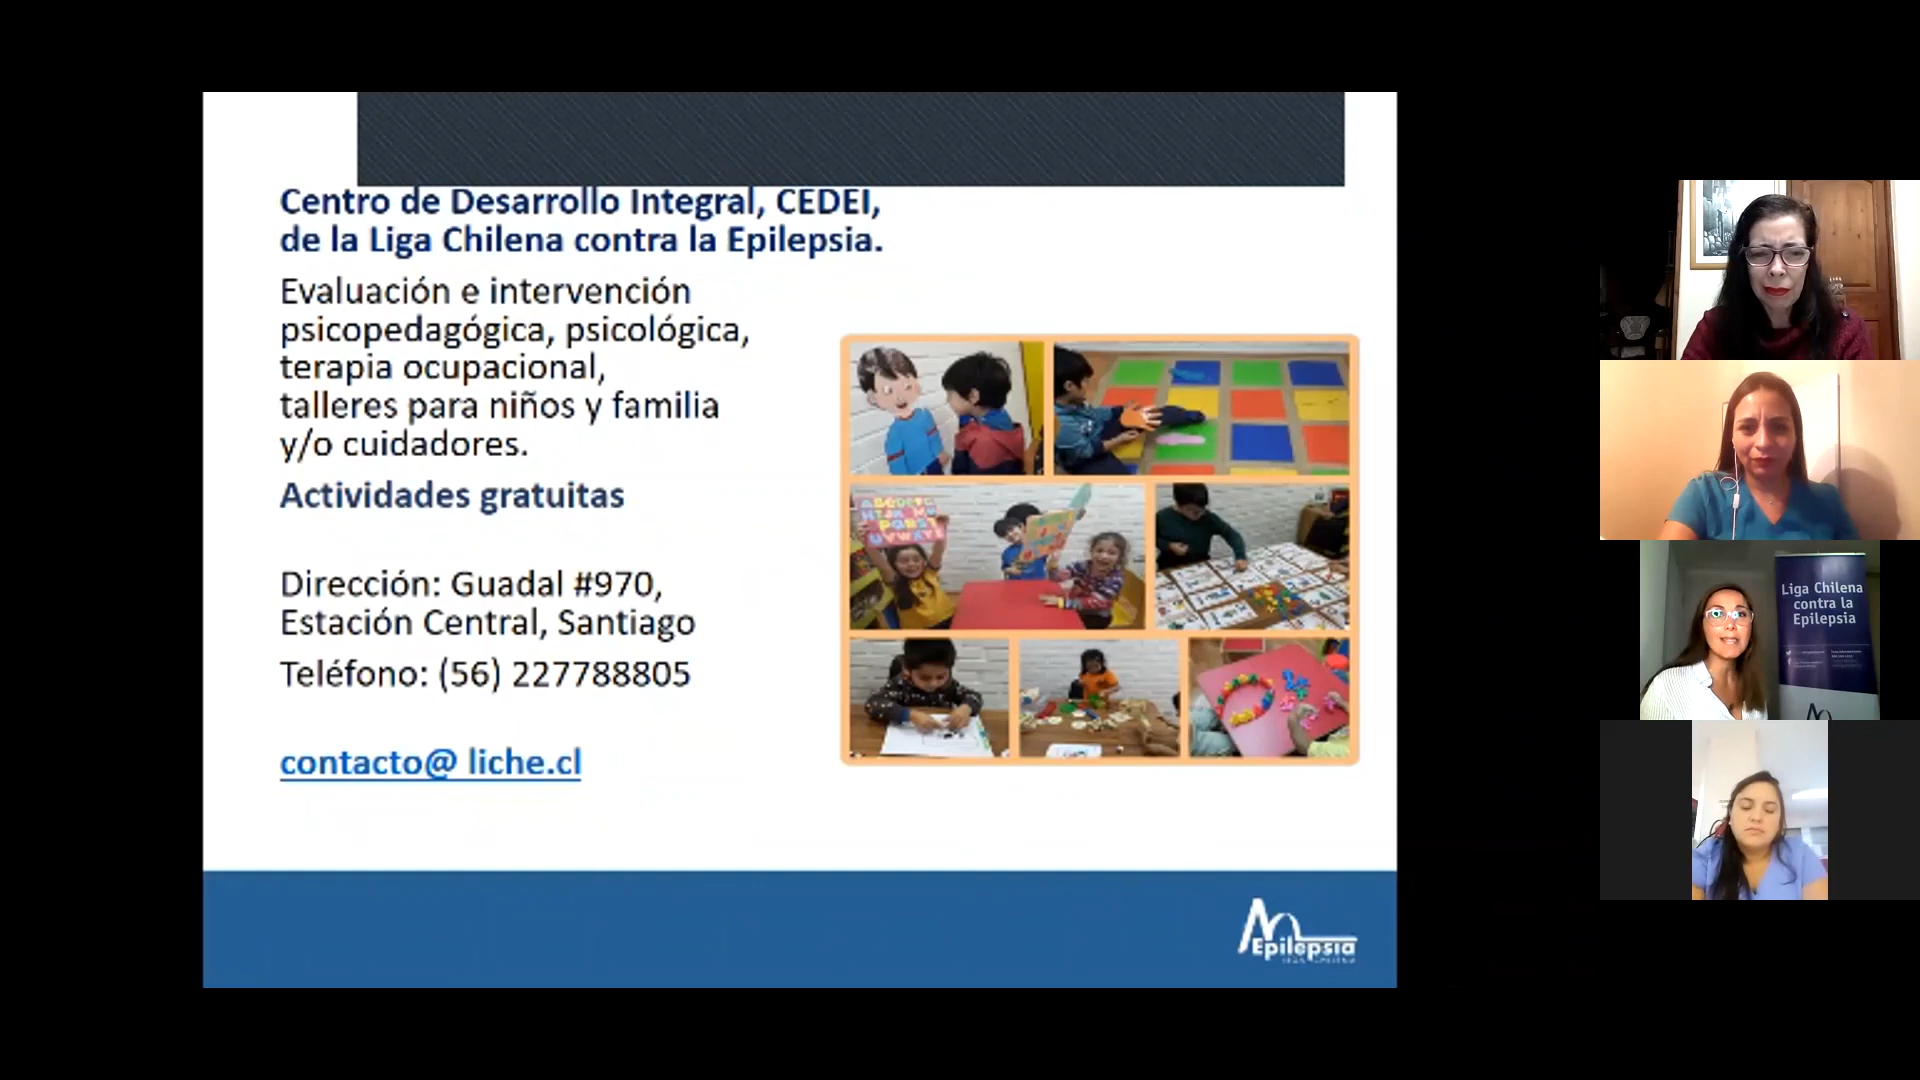 Centro de Desarrollo Integral, CEDEI,
de la Liga Chilena contra la Epilepsia.
Evaluación e intervención
psicopedagógica, psicológica,
terapia ocupacional,
talleres para niños y familia
y/o cuidadores.
Actividades gratuitas
Dirección: Guadal #970,
Estación Central, Santiago
Teléfono: (56) 227788805
contacto@ liche.cl
Epilepsia
Liga Chilena
contra la
Epilepsia